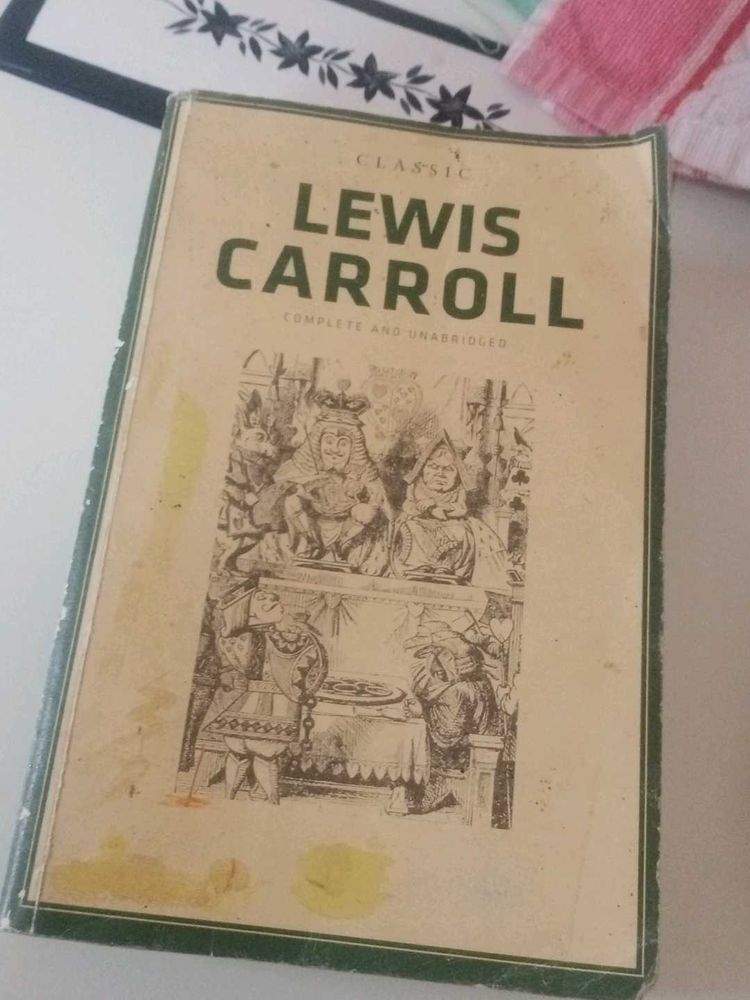 CLASSIC
LEWIS
CARROLL
COMPLETE AND UNABRIDGED